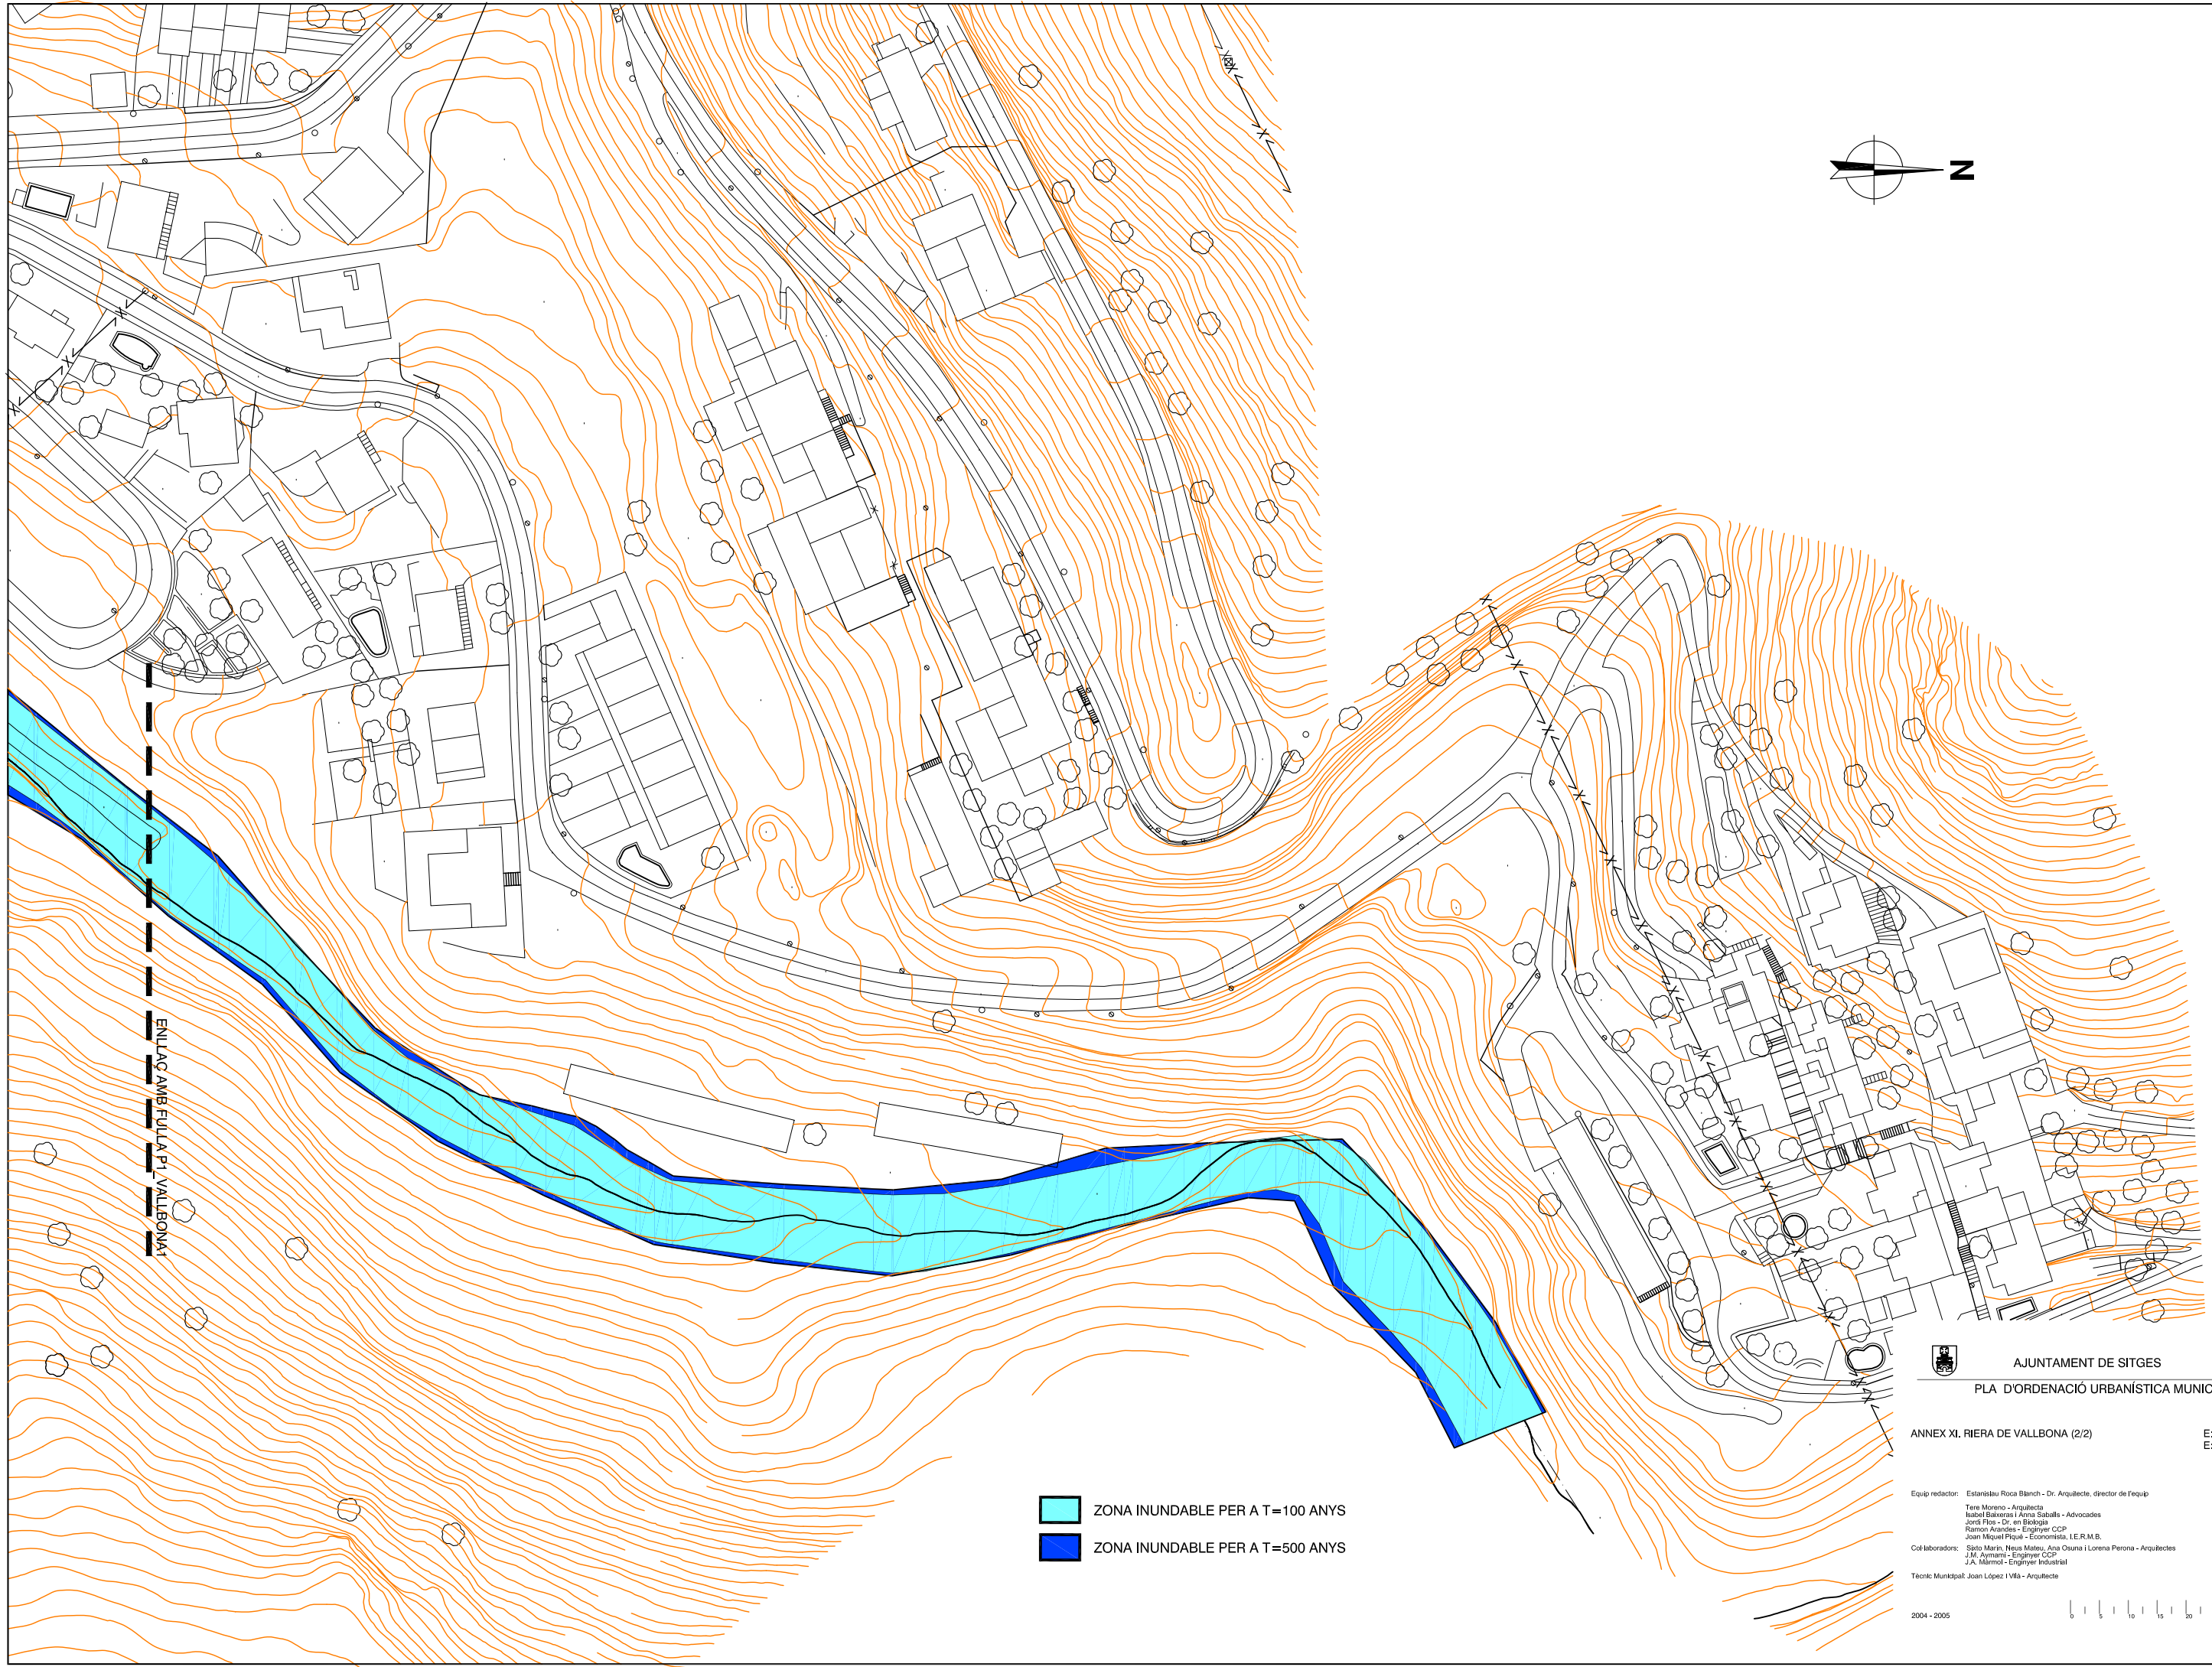 N
ENLLAÇ AMB FULLA P1_VALLBONA1
ZONA INUNDABLE PER A T=100 ANYS
ZONA INUNDABLE PER A T=500 ANYS
AJUNTAMENT DE SITGES
PLA D'ORDENACIÓ URBANÍSTICA MUNIC
ANNEX XI. RIERA DE VALLBONA (2/2)
E:
E:
Equip redactor: Estanislau Roca Blanch - Dr. Arquitecte, director de l'equip
Tere Moreno - Arquitecta
Isabel Baixeras i Anna Saballs - Advocades
Jordi Flos - Dr. en Biologia
Ramon Arandes - Enginyer CCP
Joan Miquel Piqué - Economista, I.E.R.M.B.
Col·laboradors: Sixto Marin, Neus Mateu, Ana Osuna i Lorena Perona - Arquitectes
J.M. Aymami - Enginyer CCP
J.A. Mármol - Enginyer Industrial
Tècnic Municipal: Joan López i Vilà - Arquitecte
2004 - 2005
0 5 10 15 20